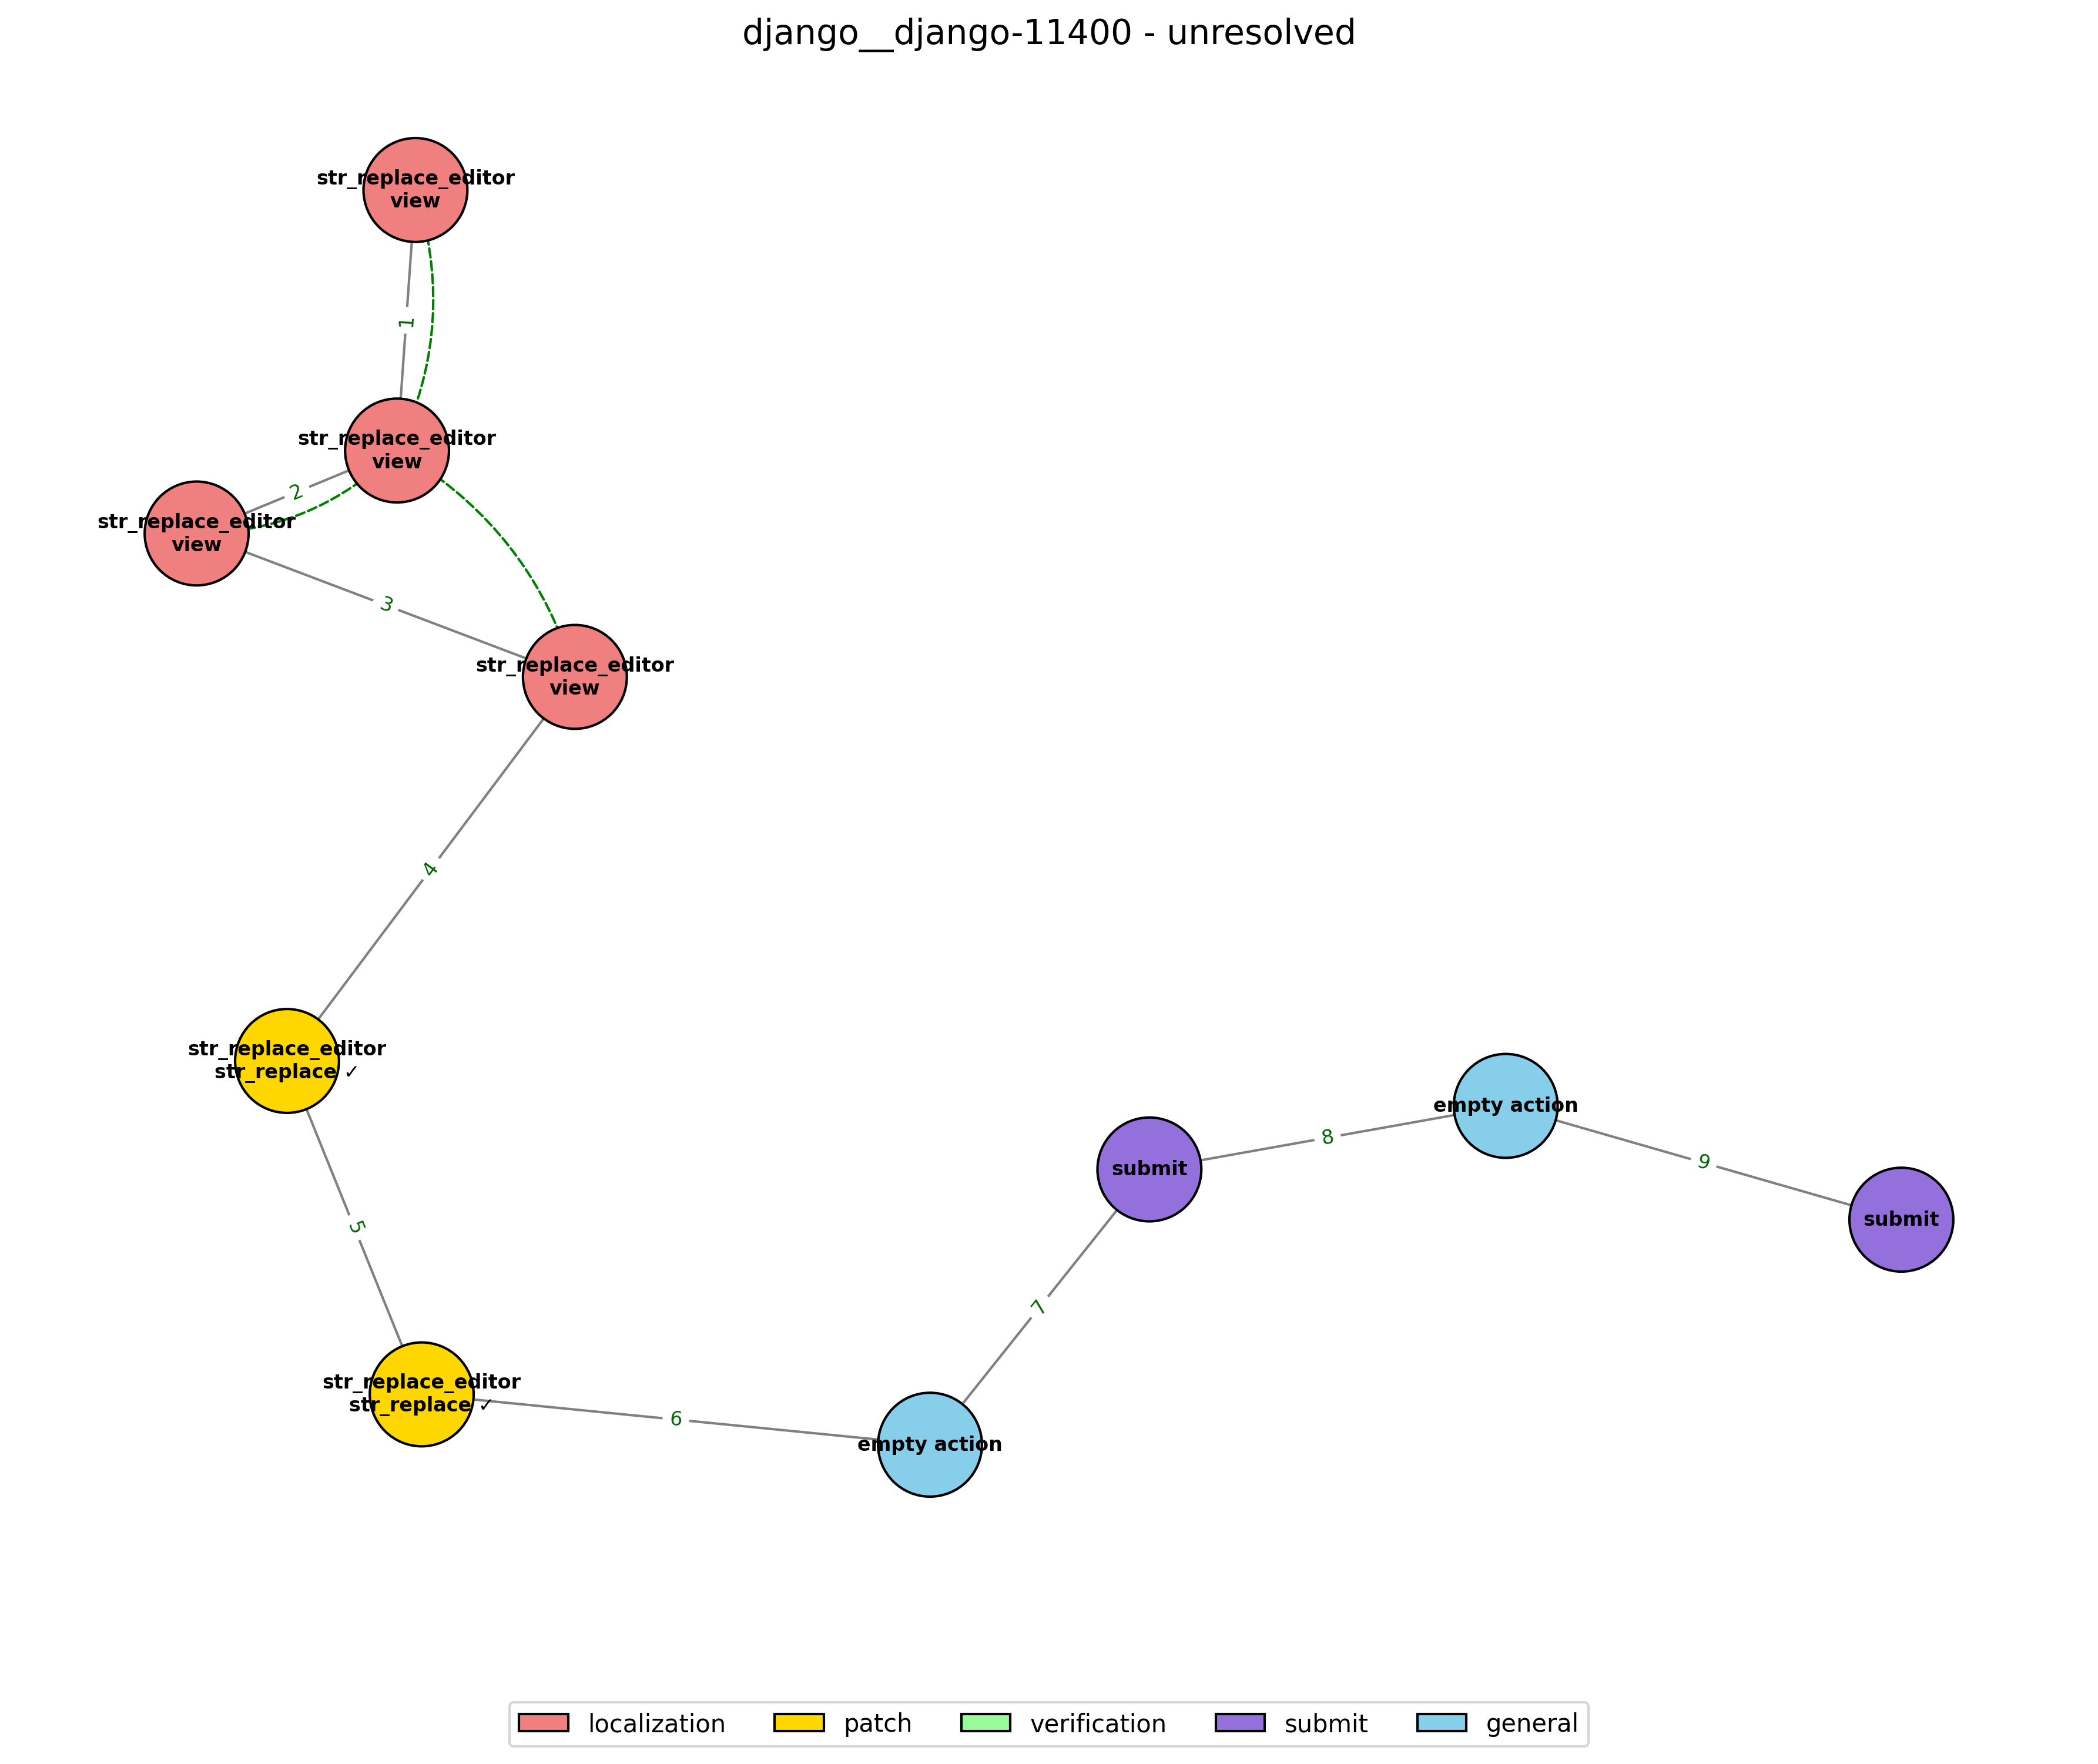 django__django-11400 - unresolved
str_replace_editor
view
1
str_replace_editor
view
2
str_replace_editor
view
3
str_replace_editor
view
4
str_replace_editor
str_replace ✓
5
str_replace_editor
str_replace ✓
6
empty action
7
submit
8
empty action
9
submit
localization
patch
verification
submit
general